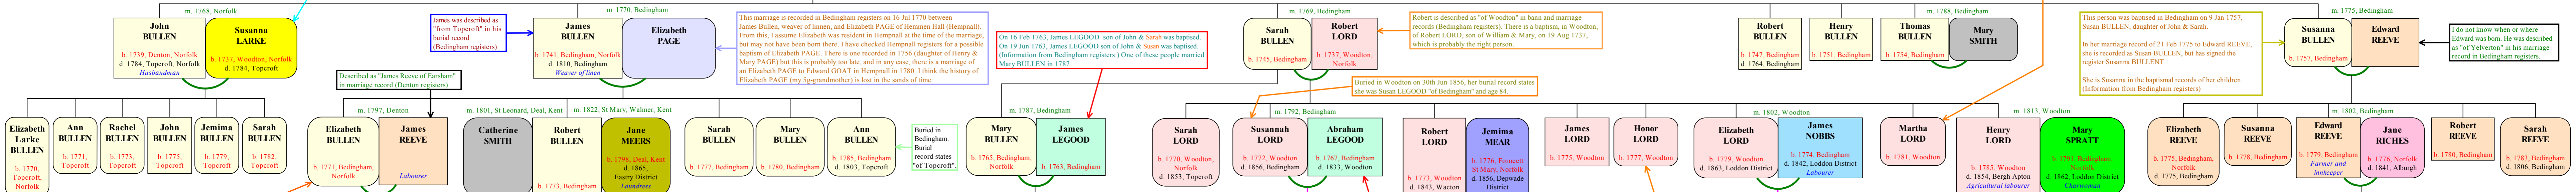 m. 1768, Norfolk
John
BULLEN
b. 1739, Denton, Norfolk
d. 1784, Topcroft, Norfolk
Husbandman
Susanna
LARKE
b. 1737, Woodton, Norfolk
d. 1784, Topcroft
James was described as
"from Topcroft" in his
burial record
(Bedingham registers).
m. 1770, Bedingham
James
BULLEN
b. 1741, Bedingham, Norfolk
d. 1810, Bedingham
Weaver of linen
Elizabeth
PAGE
This marriage is recorded in Bedingham registers on 16 Jul 1770 between
James Bullen, weaver of linnen, and Elizabeth PAGE of Hemmen Hall (Hempnall).
From this, I assume Elizabeth was resident in Hempnall at the time of the marriage,
but may not have been born there. I have checked Hempnall registers for a possible
baptism of Elizabeth PAGE. There is one recorded in 1756 (daughter of Henry &
Mary PAGE) but this is probably too late, and in any case, there is a marriage of
an Elizabeth PAGE to Edward GOAT in Hempnall in 1780. I think the history of
Elizabeth PAGE (my 5g-grandmother) is lost in the sands of time.
m. 1769, Bedingham
Sarah
BULLEN
b. 1745, Bedingham
Robert
LORD
b. 1737, Woodton,
Norfolk
Robert is described as "of Woodton" in bann and marriage
records (Bedingham registers). There is a baptism, in Woodton,
of Robert LORD, son of William & Mary, on 19 Aug 1737,
which is probably the right person.
Robert
BULLEN
b. 1747, Bedingham
d. 1764, Bedingham
Henry
BULLEN
b. 1751, Bedingham
m. 1788, Bedingham
Thomas
BULLEN
b. 1754, Bedingham
Mary
SMITH
This person was baptised in Bedingham on 9 Jan 1757,
Susan BULLEN, daughter of John & Sarah.
In her marriage record of 21 Feb 1775 to Edward REEVE,
she is recorded as Susan BULLEN, but has signed the
register Susanna BULLENT.
She is Susanna in the baptismal records of her children.
(Information from Bedingham registers)
m. 1775, Bedingham
Susanna
BULLEN
b. 1757, Bedingham
Edward
REEVE
I do not know when or where
Edward was born. He was described
as "of Yelverton" in his marriage
record in Bedingham registers.
On 16 Feb 1763, James LEGOOD son of John & Sarah was baptised.
On 19 Jun 1763, James LEGOOD son of John & Susan was baptised.
(Information from Bedingham registers.) One of these people married
Mary BULLEN in 1787.
Described as "James Reeve of Earsham"
in marriage record (Denton registers).
Buried in Woodton on 30th Jun 1856, her burial record states
she was Susan LEGOOD "of Bedingham" and age 84.
Elizabeth
Larke
BULLEN
b. 1770,
Topcroft,
Norfolk
Ann
BULLEN
b. 1771,
Topcroft
Rachel
BULLEN
b. 1773,
Topcroft
John
BULLEN
b. 1775,
Topcroft
Jemima
BULLEN
b. 1779,
Topcroft
Sarah
BULLEN
b. 1782,
Topcroft
m. 1797, Denton
Elizabeth
BULLEN
b. 1771, Bedingham,
Norfolk
James
REEVE
Labourer
m. 1801, St Leonard, Deal, Kent
m. 1822, St Mary, Walmer, Kent
Catherine
SMITH
Robert
BULLEN
b. 1773, Bedingham
Jane
MEERS
b. 1798, Deal, Kent
d. 1865,
Eastry District
Laundress
Sarah
BULLEN
b. 1777, Bedingham
Mary
BULLEN
b. 1780, Bedingham
Ann
BULLEN
b. 1785, Bedingham
d. 1803, Topcroft
Buried in
Bedingham.
Burial
record states
"of Topcroft".
m. 1787, Bedingham
Mary
BULLEN
b. 1765, Bedingham,
Norfolk
James
LEGOOD
b. 1763, Bedingham
Sarah
LORD
b. 1770, Woodton,
Norfolk
d. 1853, Topcroft
m. 1792, Bedingham
Susannah
LORD
b. 1772, Woodton
d. 1856, Bedingham
Abraham
LEGOOD
b. 1767, Bedingham
d. 1833, Woodton
Robert
LORD
b. 1773, Woodton
d. 1843, Wacton
Jemima
MEAR
b. 1776, Forncett
St Mary, Norfolk
d. 1856, Depwade
District
James
LORD
b. 1775, Woodton
Honor
LORD
b. 1777, Woodton
m. 1802, Woodton
Elizabeth
LORD
b. 1779, Woodton
d. 1863, Loddon District
James
NOBBS
b. 1774, Bedingham
d. 1842, Loddon District
Labourer
Martha
LORD
b. 1781, Woodton
m. 1813, Woodton
Henry
LORD
b. 1785, Woodton
d. 1854, Bergh Apton
Agricultural labourer
Mary
SPRATT
b. 1791, Bedingham,
Norfolk
d. 1862, Loddon District
Charwoman
Elizabeth
REEVE
b. 1775, Bedingham,
Norfolk
d. 1775, Bedingham
Susanna
REEVE
b. 1778, Bedingham
m. 1802, Bedingham
Edward
REEVE
b. 1779, Bedingham
Farmer and
innkeeper
Jane
RICHES
b. 1776, Norfolk
d. 1841, Alburgh
Robert
REEVE
b. 1780, Bedingham
Sarah
REEVE
b. 1783, Bedingham
d. 1806, Bedingham